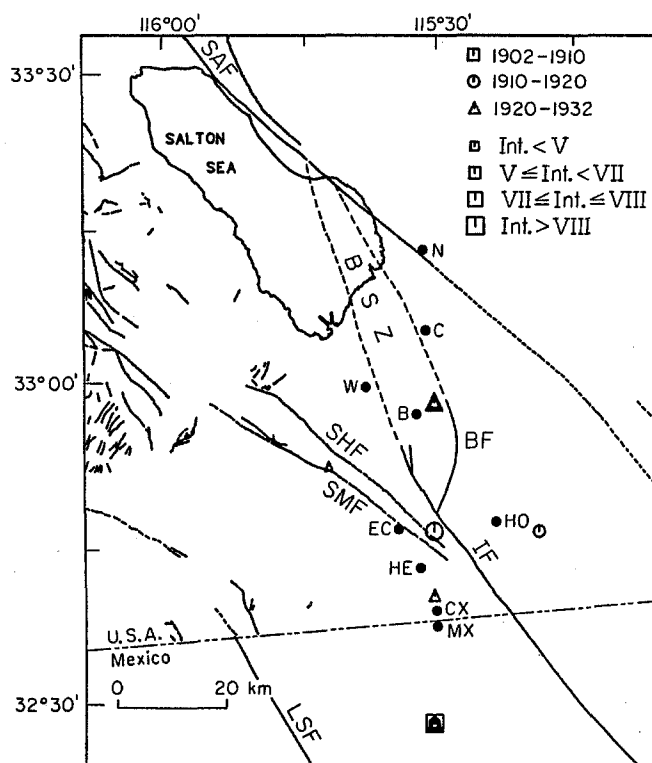 116°00' 115°30'
33°30'
33°00'
32°30'
SAF
SALTON
SEA
1902-1910
1910-1920
1920-1932
Int. < V
V ≤ Int. < VII
VII ≤ Int. ≤ VIII
Int. > VIII
N
BSZ
C
W
B
BF
SHF
SMF
EC
HO
IF
HE
CX
MX
U.S.A.
Mexico
0 20 km
LSF